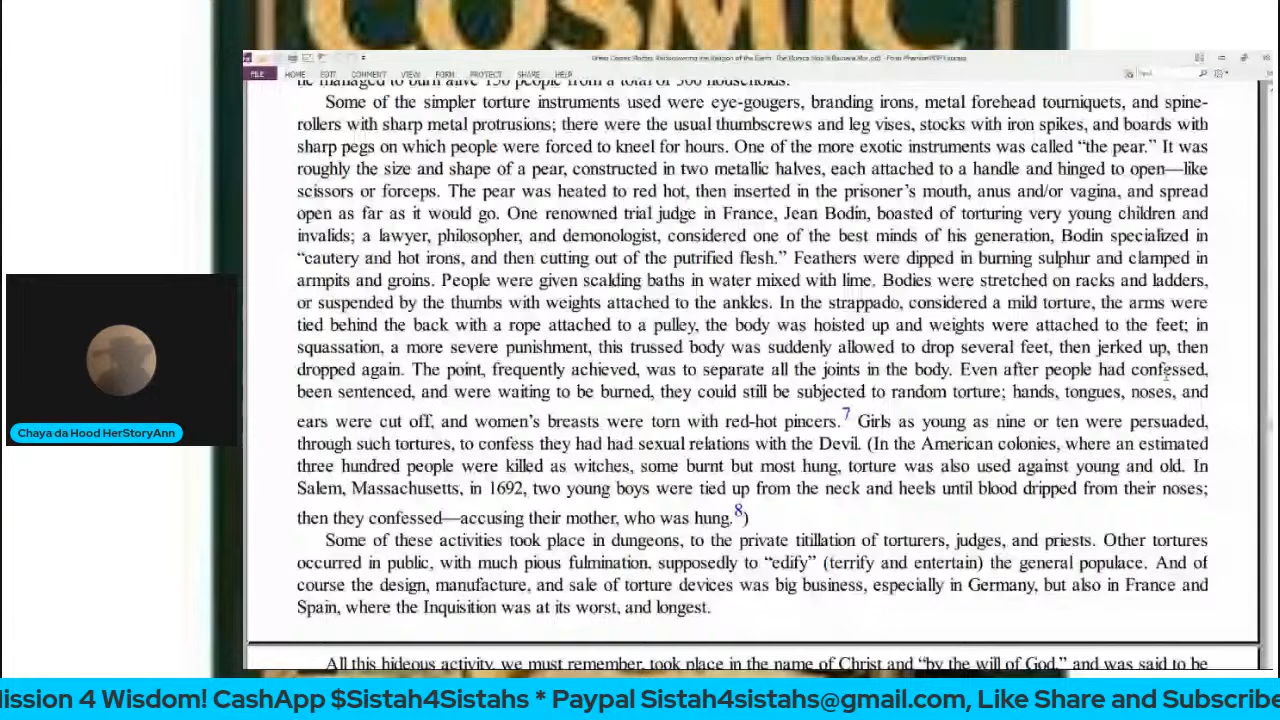 COSMIC
FILE HOME EDIT COMMENT VIEW FORM PROTECT SHARE HELP
he managed to burn alive 150 people from a total of 300 households.
Some of the simpler torture instruments used were eye-gougers, branding irons, metal forehead tourniquets, and spine-
rollers with sharp metal protrusions; there were the usual thumbscrews and leg vises, stocks with iron spikes, and boards with
sharp pegs on which people were forced to kneel for hours. One of the more exotic instruments was called “the pear.” It was
roughly the size and shape of a pear, constructed in two metallic halves, each attached to a handle and hinged to open—like
scissors or forceps. The pear was heated to red hot, then inserted in the prisoner’s mouth, anus and/or vagina, and spread
open as far as it would go. One renowned trial judge in France, Jean Bodin, boasted of torturing very young children and
invalids; a lawyer, philosopher, and demonologist, considered one of the best minds of his generation, Bodin specialized in
“cautery and hot irons, and then cutting out of the putrified flesh.” Feathers were dipped in burning sulphur and clamped in
armpits and groins. People were given scalding baths in water mixed with lime. Bodies were stretched on racks and ladders,
or suspended by the thumbs with weights attached to the ankles. In the strappado, considered a mild torture, the arms were
tied behind the back with a rope attached to a pulley, the body was hoisted up and weights were attached to the feet; in
squassation, a more severe punishment, this trussed body was suddenly allowed to drop several feet, then jerked up, then
dropped again. The point, frequently achieved, was to separate all the joints in the body. Even after people had confessed,
been sentenced, and were waiting to be burned, they could still be subjected to random torture; hands, tongues, noses, and
ears were cut off, and women’s breasts were torn with red-hot pincers.7 Girls as young as nine or ten were persuaded,
through such tortures, to confess they had had sexual relations with the Devil. (In the American colonies, where an estimated
three hundred people were killed as witches, some burnt but most hung, torture was also used against young and old. In
Salem, Massachusetts, in 1692, two young boys were tied up from the neck and heels until blood dripped from their noses;
then they confessed—accusing their mother, who was hung.8)
Some of these activities took place in dungeons, to the private titillation of torturers, judges, and priests. Other tortures
occurred in public, with much pious fulmination, supposedly to “edify” (terrify and entertain) the general populace. And of
course the design, manufacture, and sale of torture devices was big business, especially in Germany, but also in France and
Spain, where the Inquisition was at its worst, and longest.
All this hideous activity, we must remember, took place in the name of Christ and “by the will of God,” and was said to be
Chaya da Hood HerStoryAnn
Mission 4 Wisdom! CashApp $Sistah4Sistahs * Paypal Sistah4sistahs@gmail.com, Like Share and Subscribe